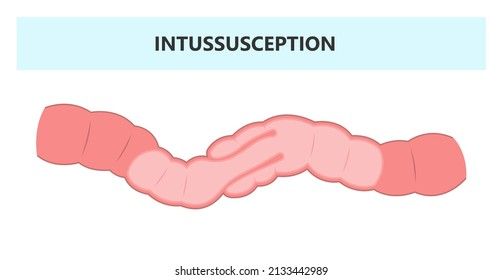 INTUSSUSCEPTION
shutterstock.com · 2133442989